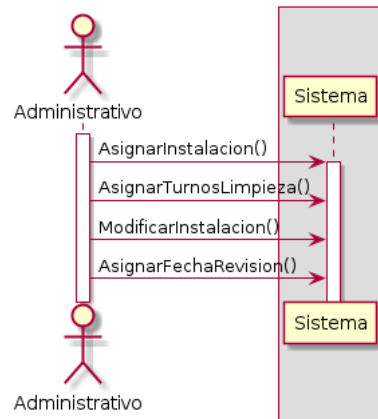 Sistema
Administrativo
AsignarInstalacion()
AsignarTurnosLimpieza()
ModificarInstalacion()
AsignarFechaRevision()
Sistema
Administrativo